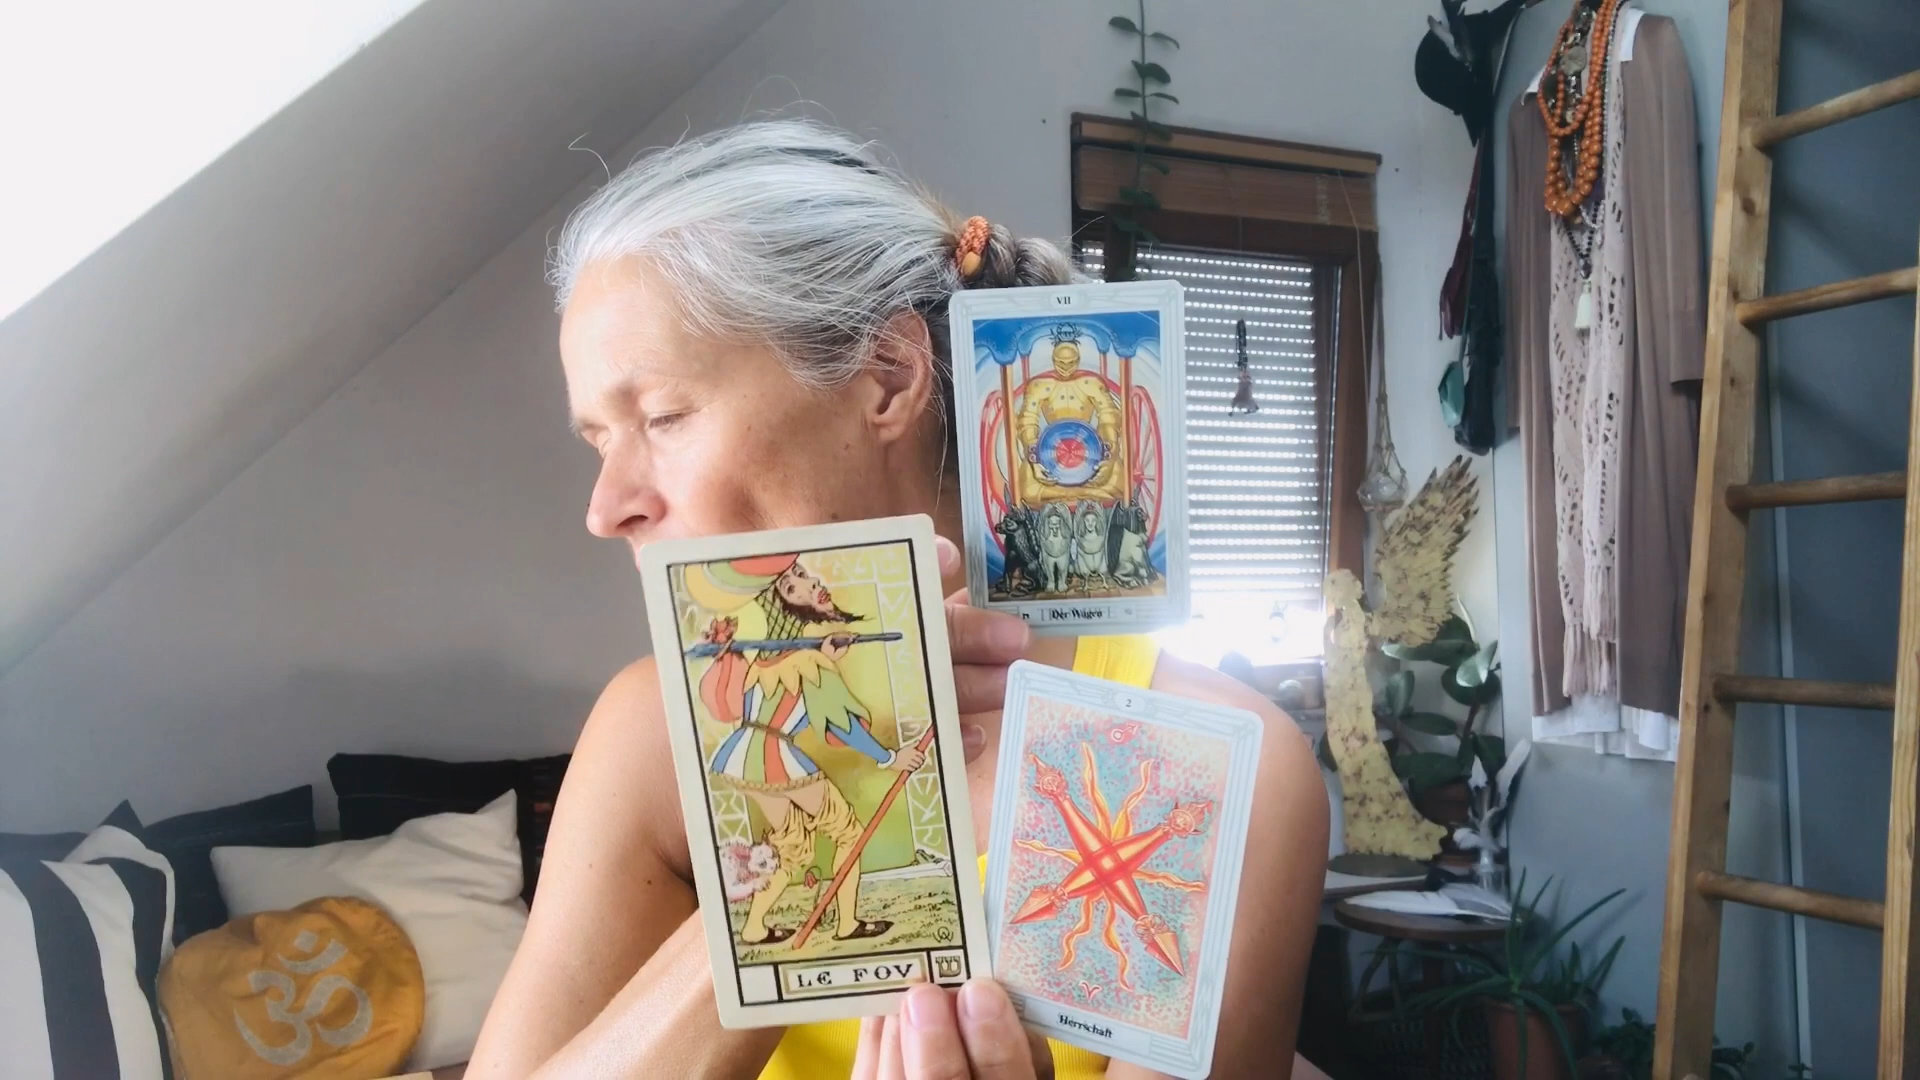 VII
Der Wagen
LE FOV
2
Herrschaft
ॐ